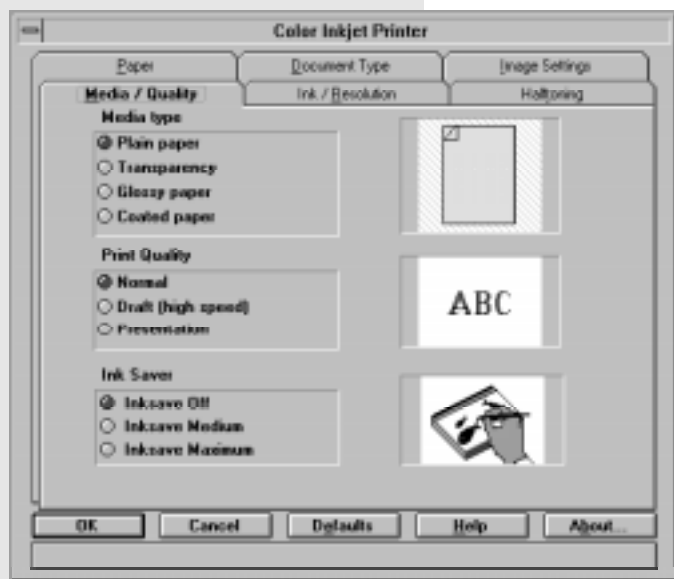 Color Inkjet Printer
Paper Document Type Image Settings
Media / Quality Ink / Resolution Halftoning
Media type
Plain paper
Transparency
Glossy paper
Coated paper
Print Quality
Normal
Draft (high speed)
Presentation
ABC
Ink Saver
Inksave Off
Inksave Medium
Inksave Maximum
OK Cancel Defaults Help About...